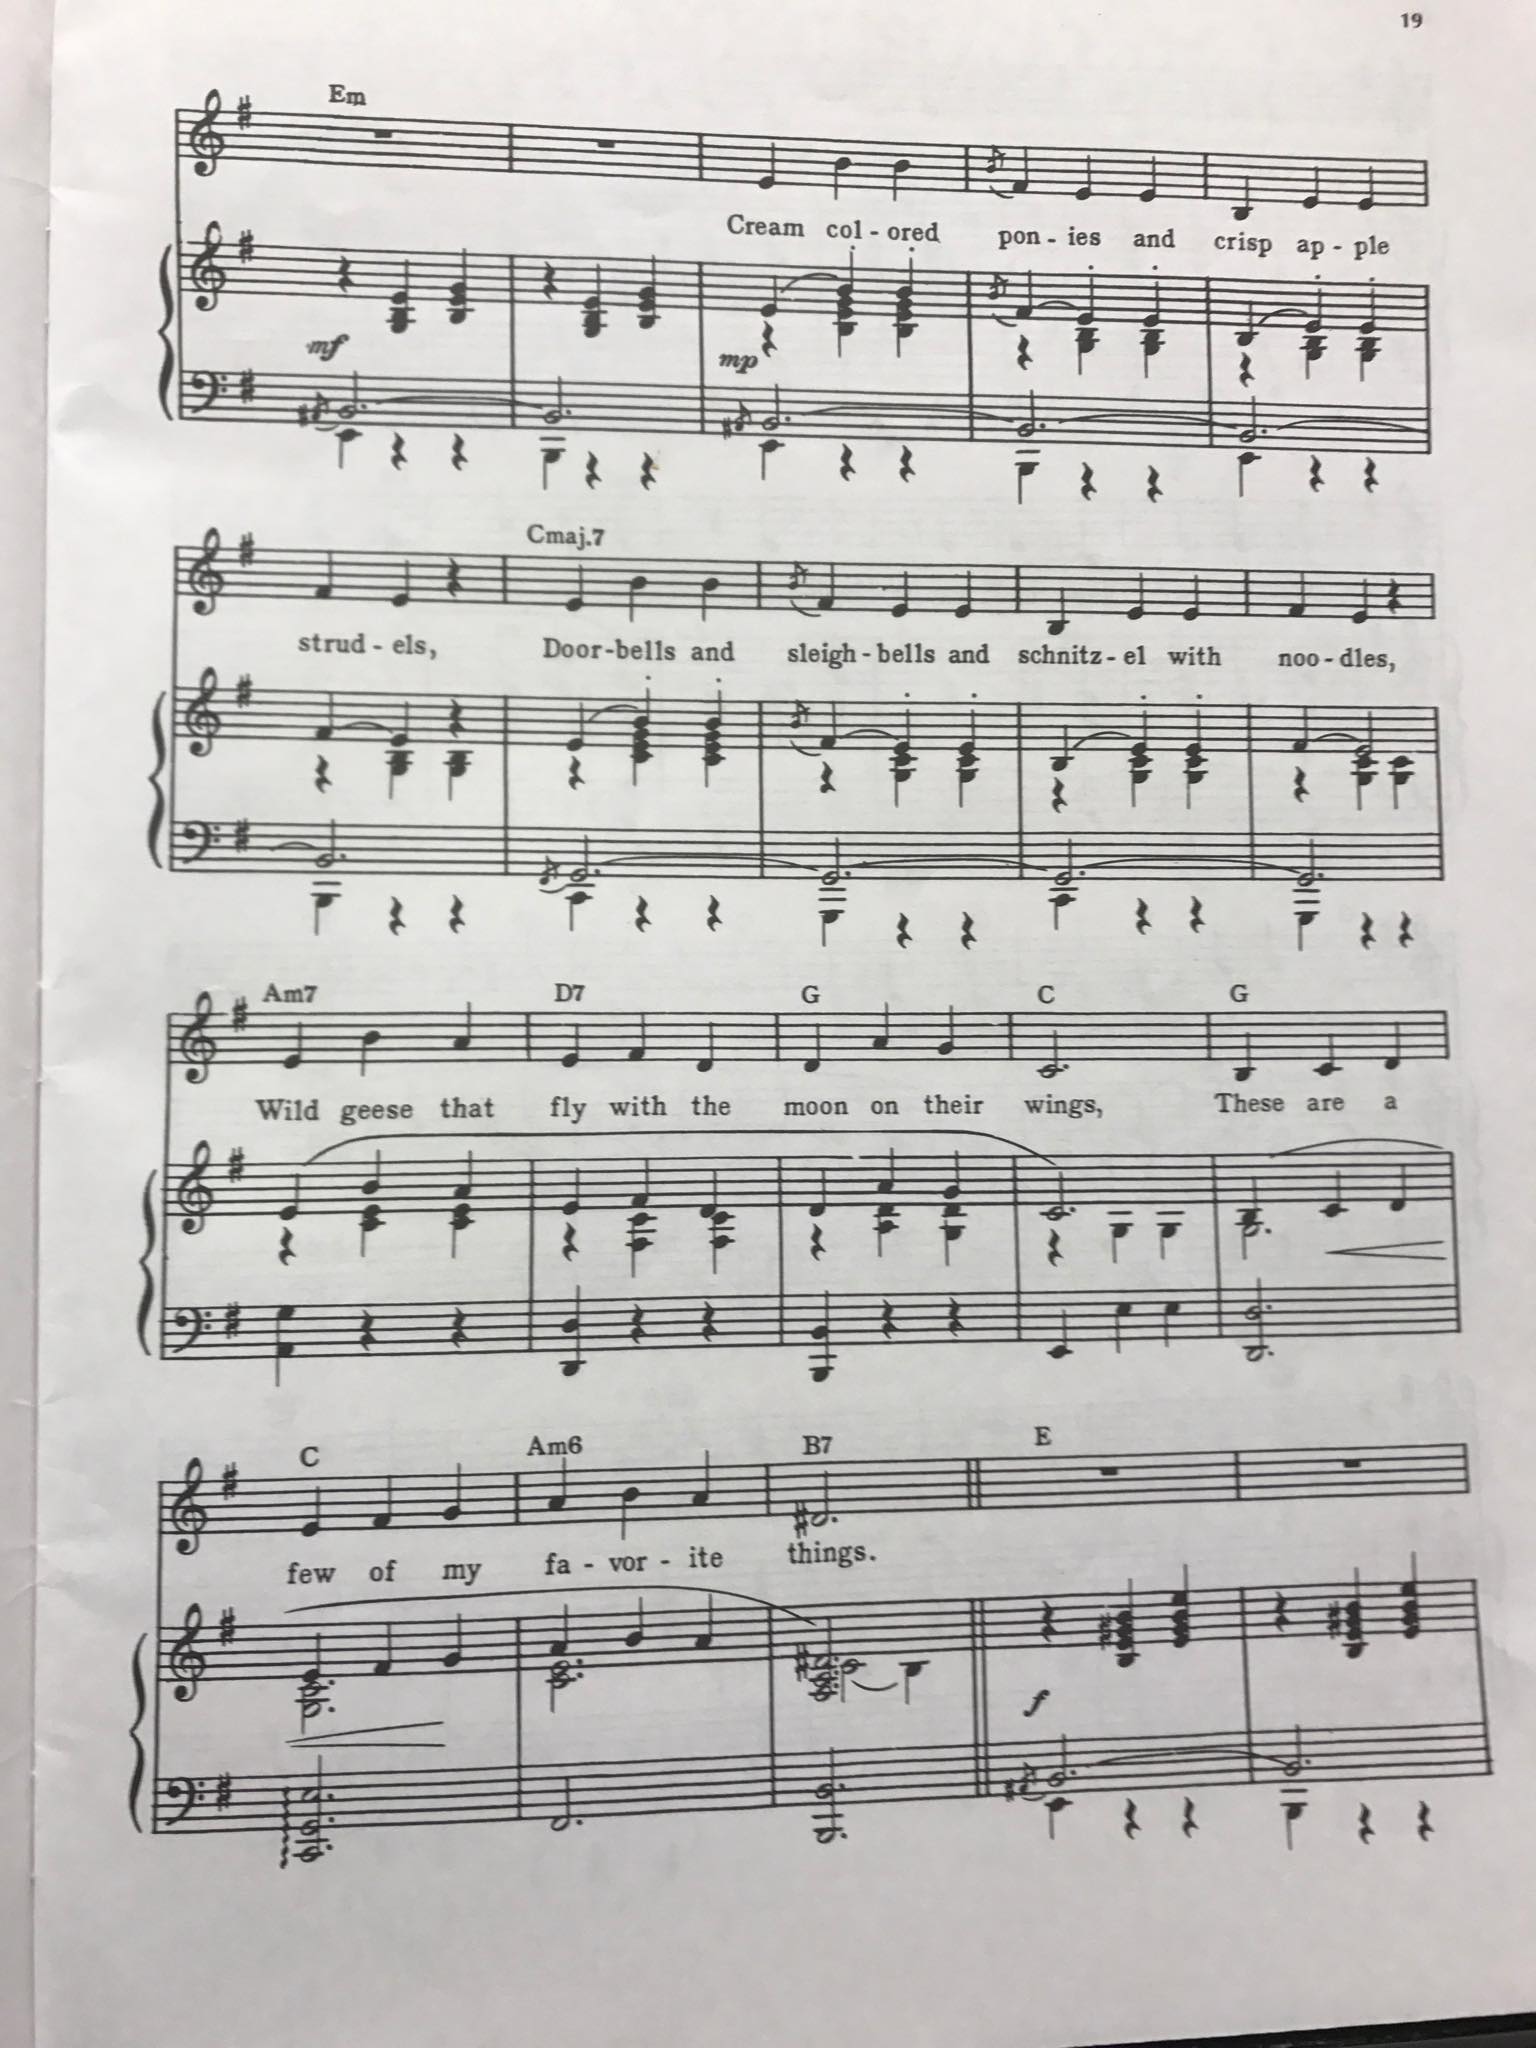 19
Em
Cream col - ored pon - ies and crisp ap - ple
mf
mp
Cmaj.7
strud - els, Door-bells and sleigh-bells and schnitz-el with noo-dles,
Am7 D7 G C G
Wild geese that fly with the moon on their wings, These are a
C Am6 B7 E
few of my fa - vor - ite things.
f